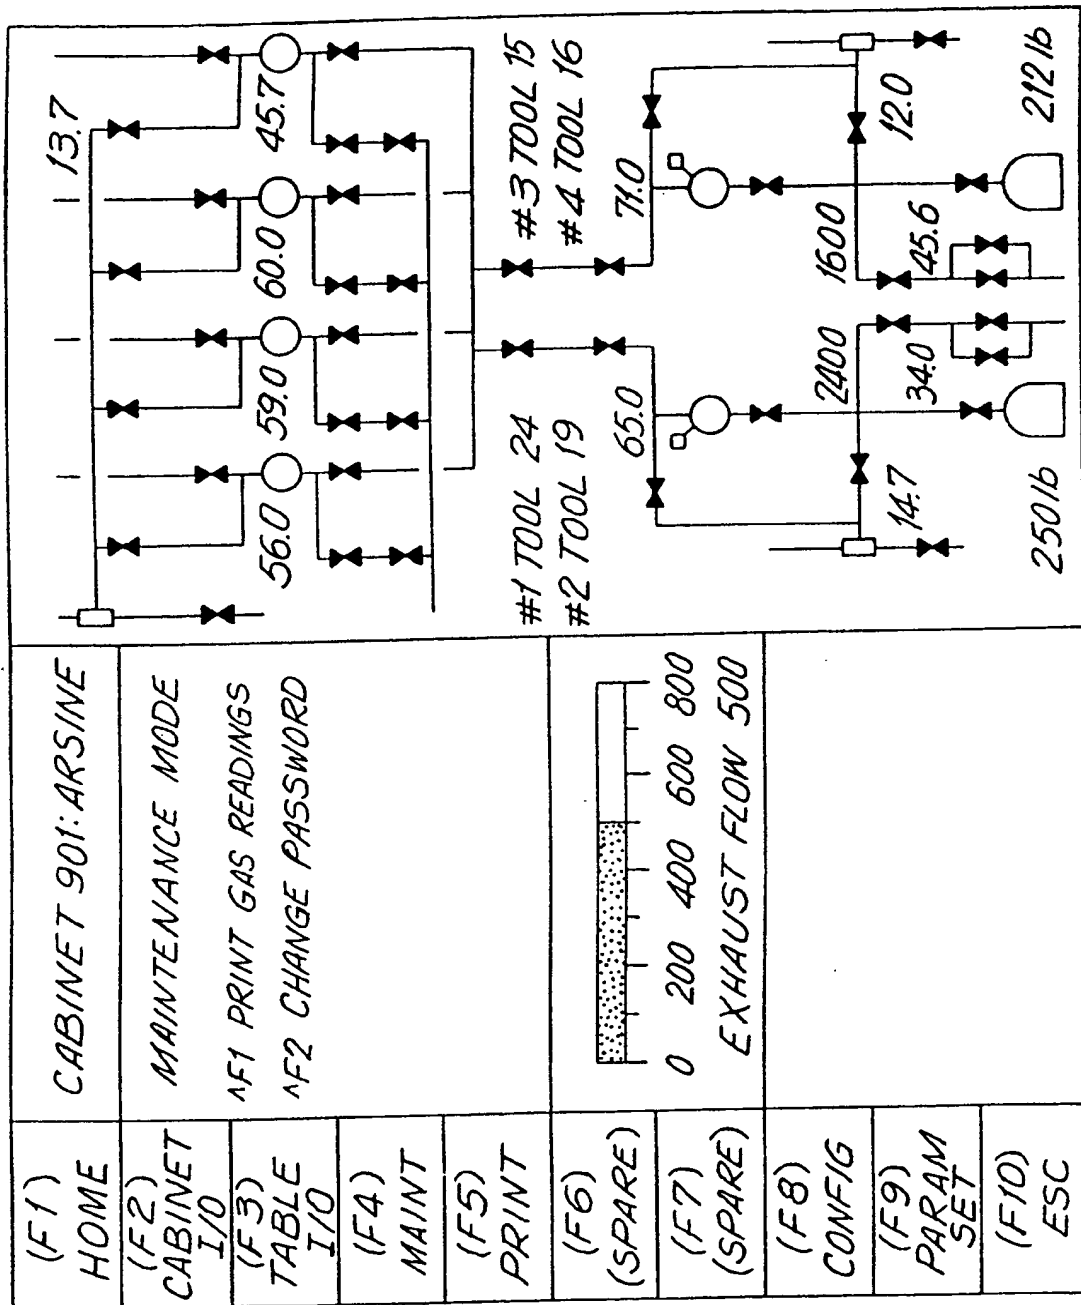 (F1)
HOME
(F2)
CABINET
I/O
(F3)
TABLE
I/O
(F4)
MAINT
(F5)
PRINT
(F6)
(SPARE)
(F7)
(SPARE)
(F8)
CONFIG
(F9)
PARAM
SET
(F10)
ESC
CABINET 901: ARSINE
MAINTENANCE MODE
^F1 PRINT GAS READINGS
^F2 CHANGE PASSWORD
0 200 400 600 800
EXHAUST FLOW 500
13.7
56.0 59.0 60.0 45.7
#1 TOOL 24
#2 TOOL 19
#3 TOOL 15
#4 TOOL 16
65.0
71.0
2400
1600
14.7
34.0
45.6
12.0
250 lb
212 lb